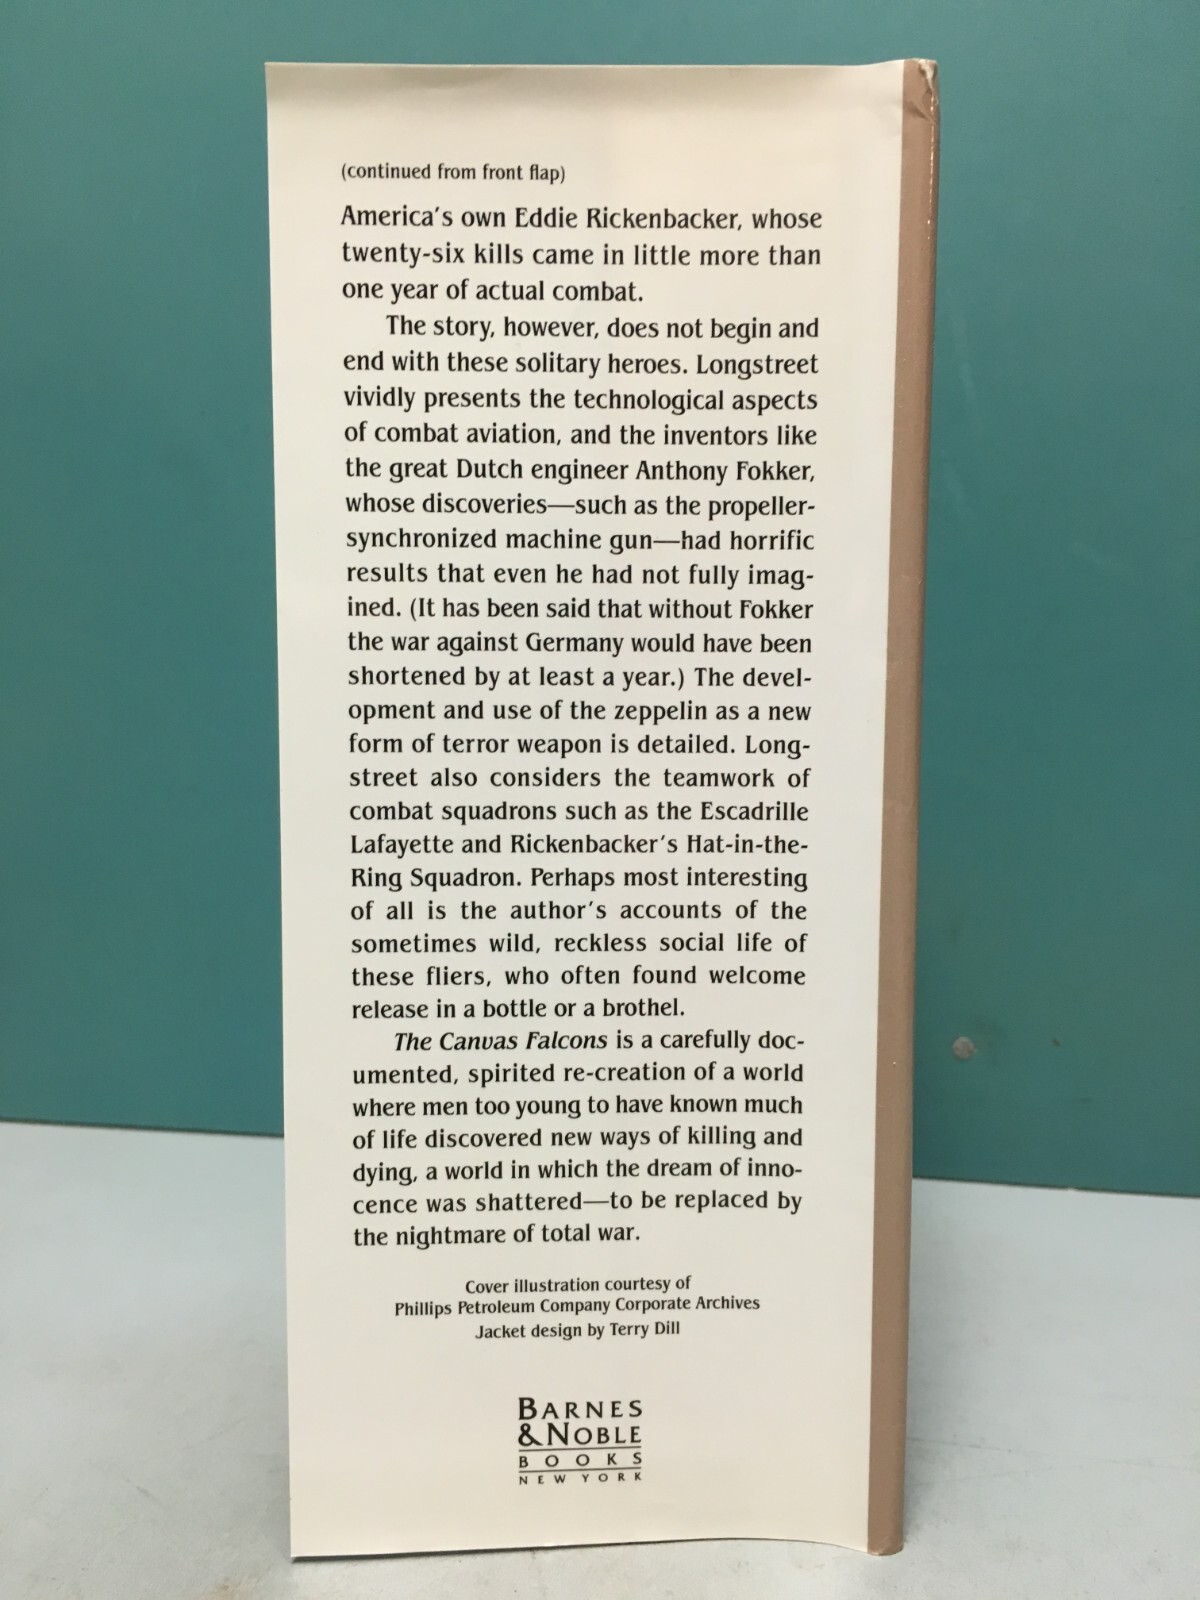 (continued from front flap)
America's own Eddie Rickenbacker, whose
twenty-six kills came in little more than
one year of actual combat.
The story, however, does not begin and
end with these solitary heroes. Longstreet
vividly presents the technological aspects
of combat aviation, and the inventors like
the great Dutch engineer Anthony Fokker,
whose discoveries—such as the propeller-
synchronized machine gun—had horrific
results that even he had not fully imag-
ined. (It has been said that without Fokker
the war against Germany would have been
shortened by at least a year.) The devel-
opment and use of the zeppelin as a new
form of terror weapon is detailed. Long-
street also considers the teamwork of
combat squadrons such as the Escadrille
Lafayette and Rickenbacker's Hat-in-the-
Ring Squadron. Perhaps most interesting
of all is the author's accounts of the
sometimes wild, reckless social life of
these fliers, who often found welcome
release in a bottle or a brothel.
The Canvas Falcons is a carefully doc-
umented, spirited re-creation of a world
where men too young to have known much
of life discovered new ways of killing and
dying, a world in which the dream of inno-
cence was shattered—to be replaced by
the nightmare of total war.
Cover illustration courtesy of
Phillips Petroleum Company Corporate Archives
Jacket design by Terry Dill
BARNES
& NOBLE
BOOKS
NEW YORK